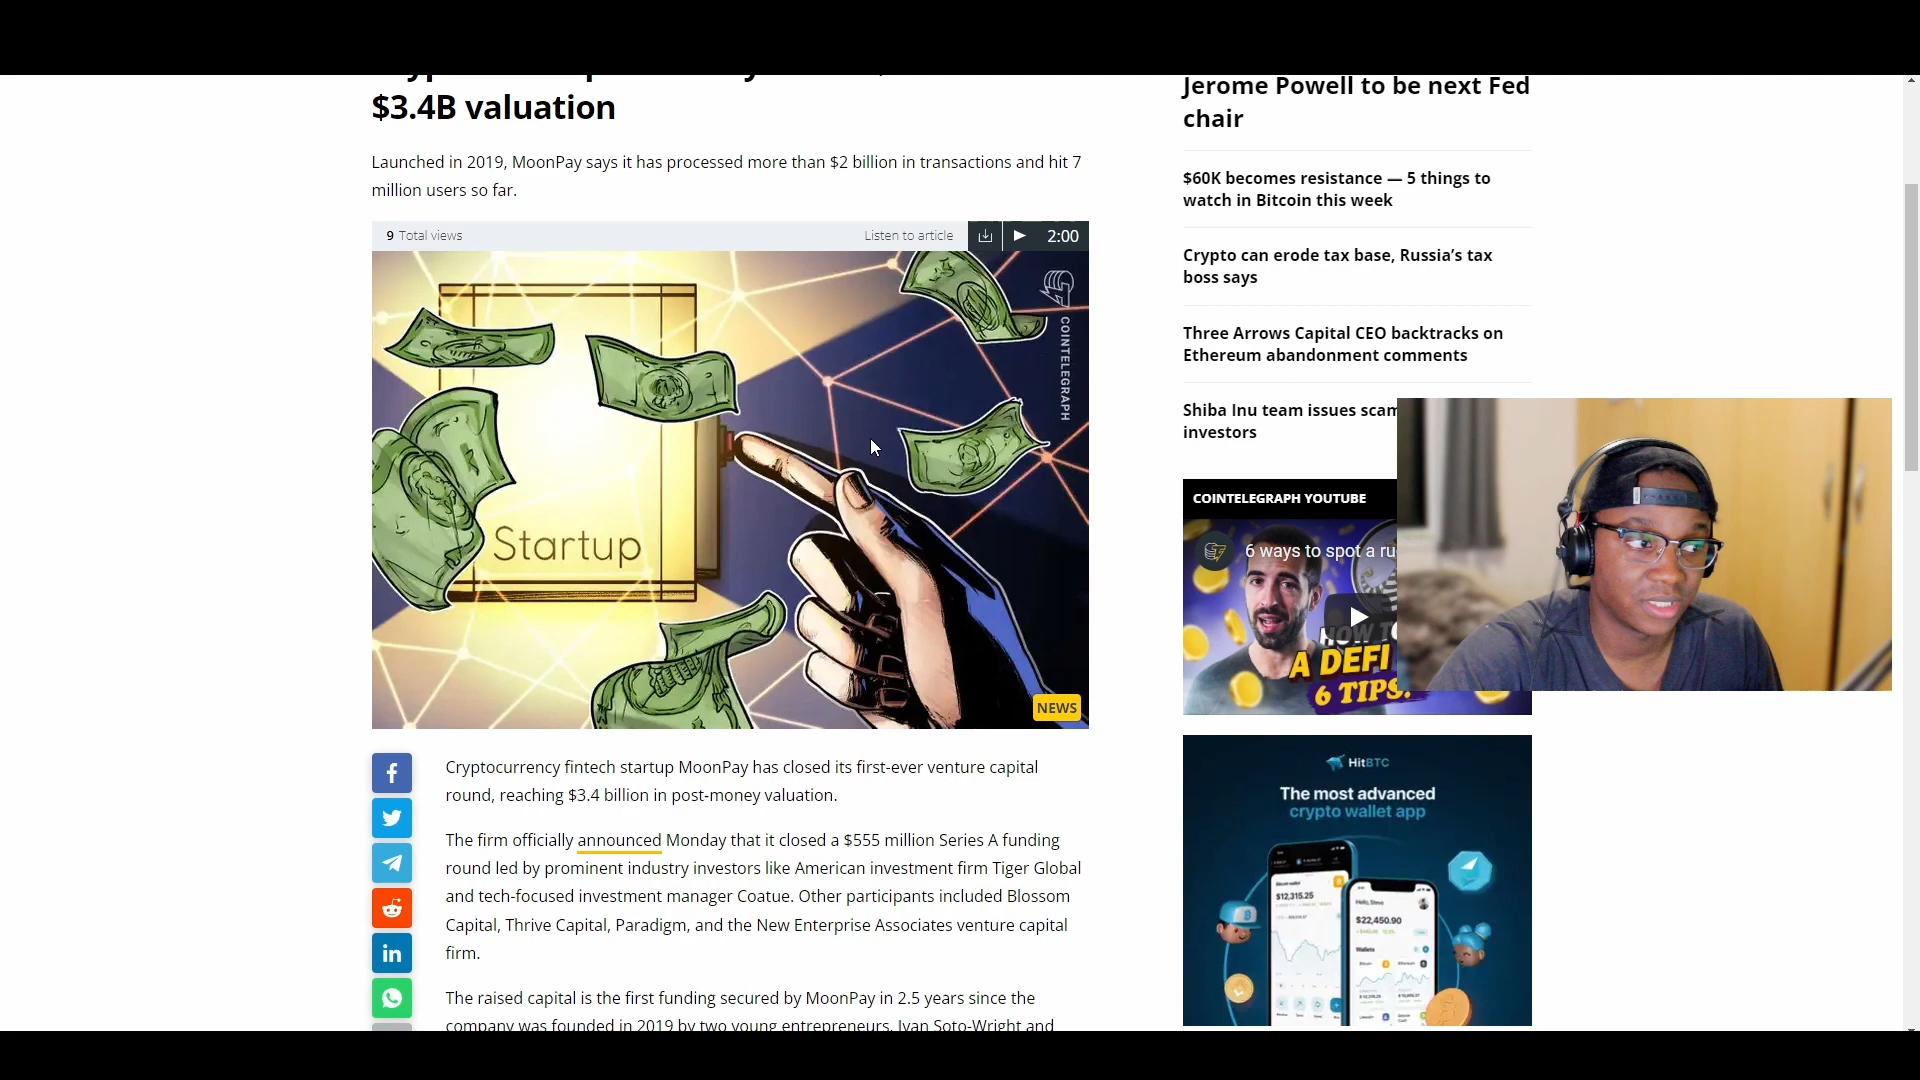 $3.4B valuation
Launched in 2019, MoonPay says it has processed more than $2 billion in transactions and hit 7
million users so far.
9 Total views
Listen to article
2:00
COINTELEGRAPH
Startup
NEWS
Cryptocurrency fintech startup MoonPay has closed its first-ever venture capital
round, reaching $3.4 billion in post-money valuation.
The firm officially announced Monday that it closed a $555 million Series A funding
round led by prominent industry investors like American investment firm Tiger Global
and tech-focused investment manager Coatue. Other participants included Blossom
Capital, Thrive Capital, Paradigm, and the New Enterprise Associates venture capital
firm.
The raised capital is the first funding secured by MoonPay in 2.5 years since the
company was founded in 2019 by two young entrepreneurs, Ivan Soto-Wright and
Jerome Powell to be next Fed
chair
$60K becomes resistance — 5 things to
watch in Bitcoin this week
Crypto can erode tax base, Russia’s tax
boss says
Three Arrows Capital CEO backtracks on
Ethereum abandonment comments
Shiba Inu team issues scam
investors
COINTELEGRAPH YOUTUBE
6 ways to spot a ru
HOW TO
A DEFI
6 TIPS.
HitBTC
The most advanced
crypto wallet app
$12,315.25
Hello, Steve
$22,450.90
Wallets